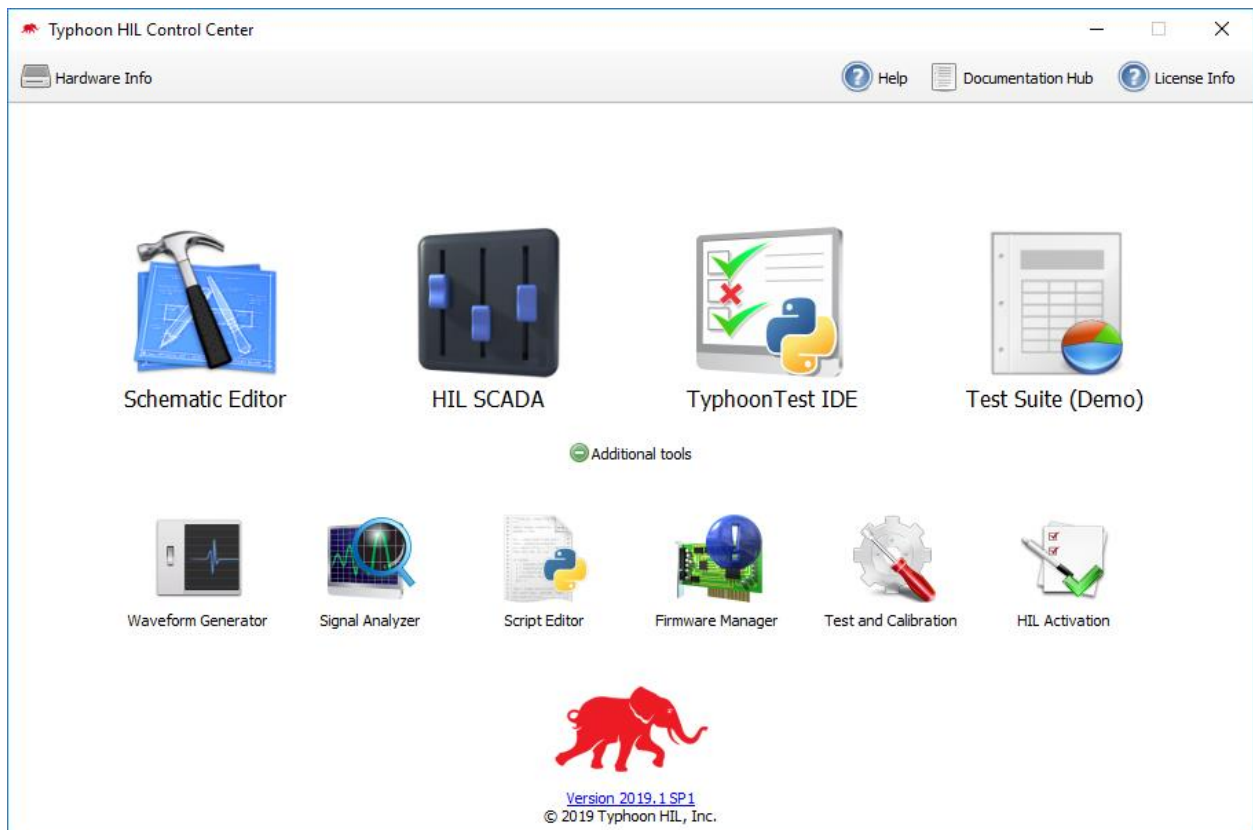 Typhoon HIL Control Center
Hardware Info
Help
Documentation Hub
License Info
Schematic Editor
HIL SCADA
TyphoonTest IDE
Test Suite (Demo)
Additional tools
Waveform Generator
Signal Analyzer
Script Editor
Firmware Manager
Test and Calibration
HIL Activation
Version 2019.1 SP1
© 2019 Typhoon HIL, Inc.